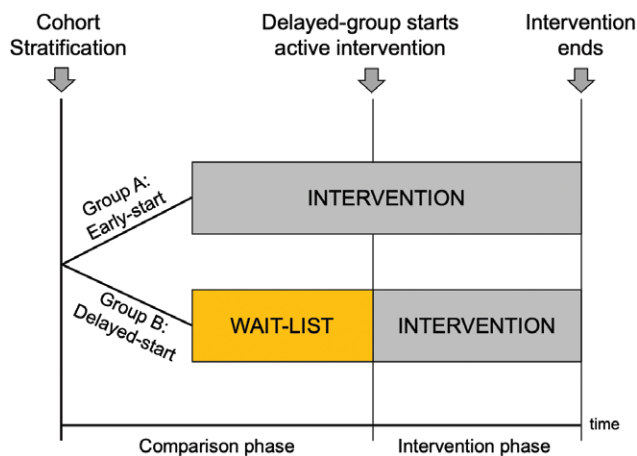 Cohort
Stratification
Delayed-group starts
active intervention
Intervention
ends
Group A:
Early-start
INTERVENTION
Group B:
Delayed-start
WAIT-LIST
INTERVENTION
time
Comparison phase
Intervention phase